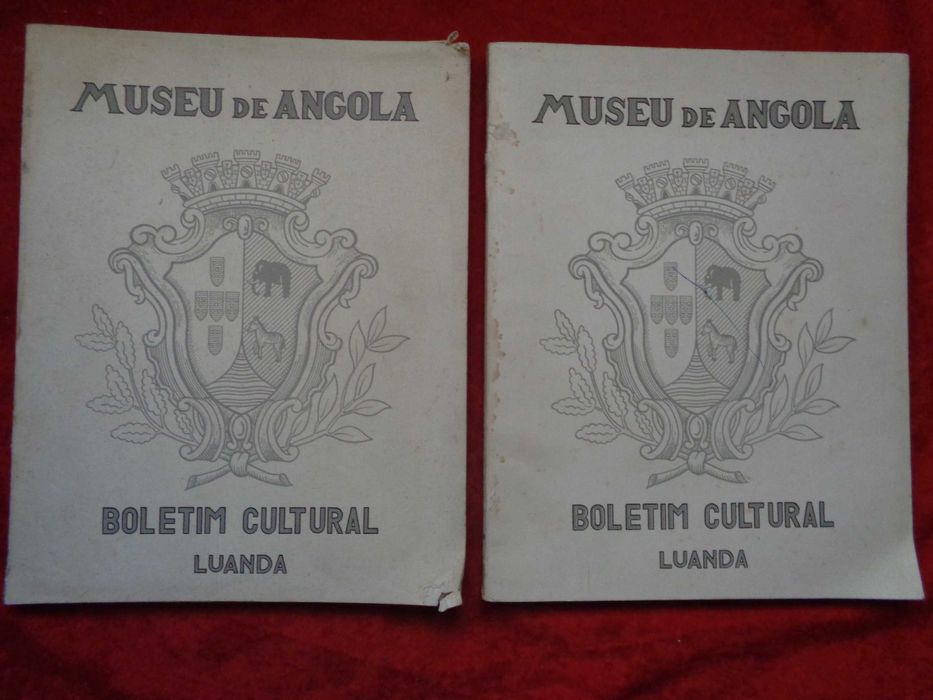 MUSEU DE ANGOLA
BOLETIM CULTURAL
LUANDA
MUSEU DE ANGOLA
BOLETIM CULTURAL
LUANDA